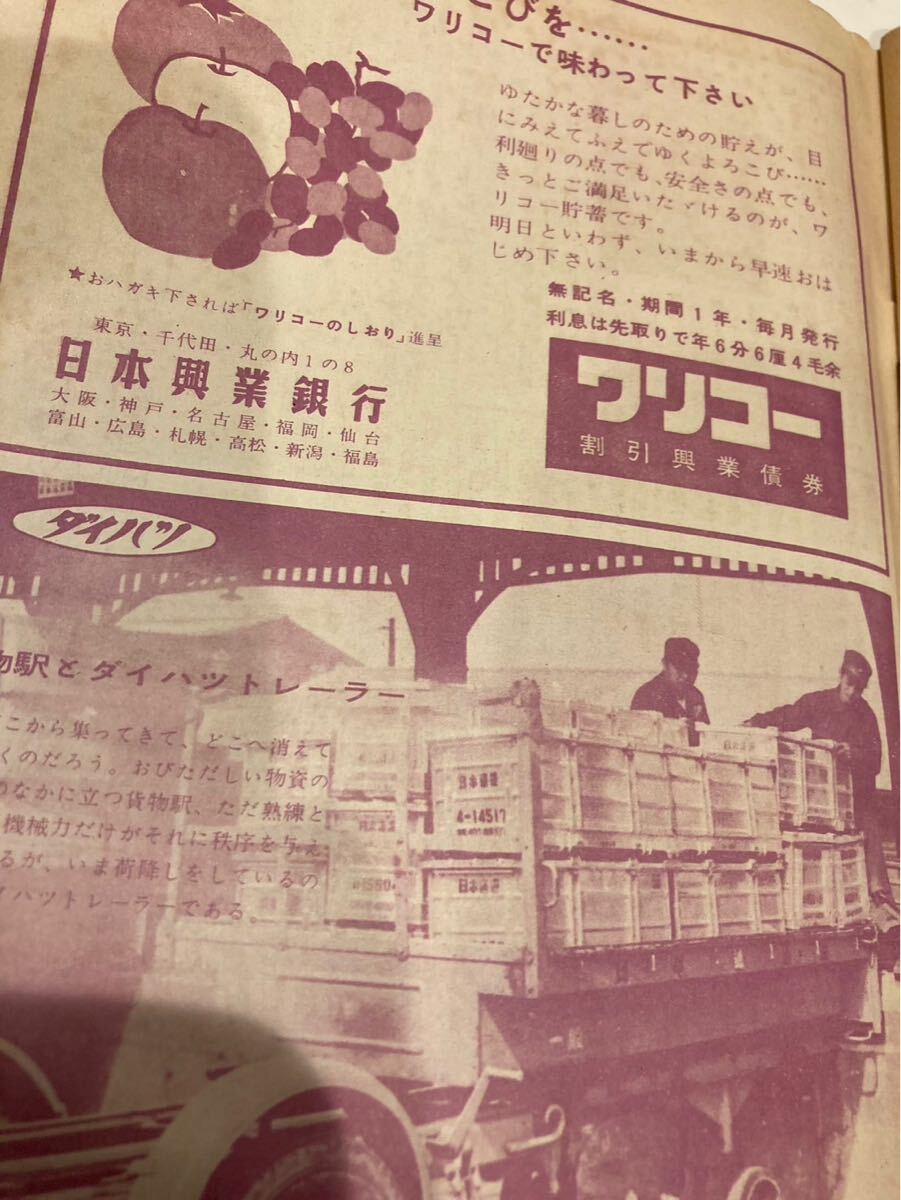 こびを……
ワリコーで味わって下さい
ゆたかな暮しのための貯えが、目
にみえてふえてゆくよろこび……
利廻りの点でも、安全さの点でも、
きっとご満足いたゞけるのが、ワ
リコー貯蓄です。
明日といわず、いまから早速おは
じめ下さい。
無記名・期間1年・毎月発行
利息は先取りで年6分6厘4毛余
ワリコー
割引興業債券
★おハガキ下されば「ワリコーのしおり」進呈
東京・千代田・丸の内1の8
日本興業銀行
大阪・神戸・名古屋・福岡・仙台
富山・広島・札幌・高松・新潟・福島
ダイハツ
物駅とダイハツトレーラー
こから集ってきて、どこへ消えて
くのだろう。おびただしい物資の
のなかに立つ貨物駅、ただ熟練と
機械力だけがそれに秩序を与え
るが、いま荷降しをしているの
イハツトレーラーである。
4-14517